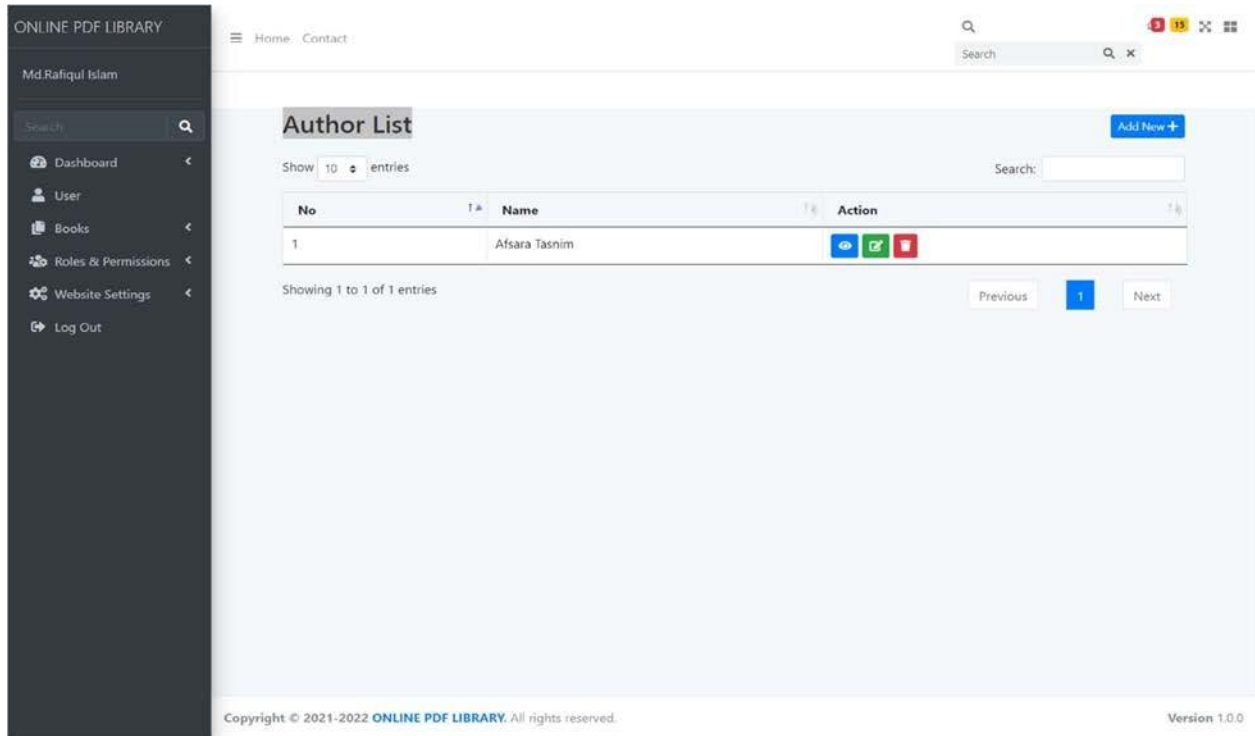 ONLINE PDF LIBRARY
Md.Rafiqul Islam
Search
Dashboard
User
Books
Roles & Permissions
Website Settings
Log Out
Home Contact
3 15
Search
Author List
Add New +
Show 10 entries
Search:
No Name Action
1 Afsara Tasnim
Showing 1 to 1 of 1 entries
Previous 1 Next
Copyright © 2021-2022 ONLINE PDF LIBRARY. All rights reserved.
Version 1.0.0